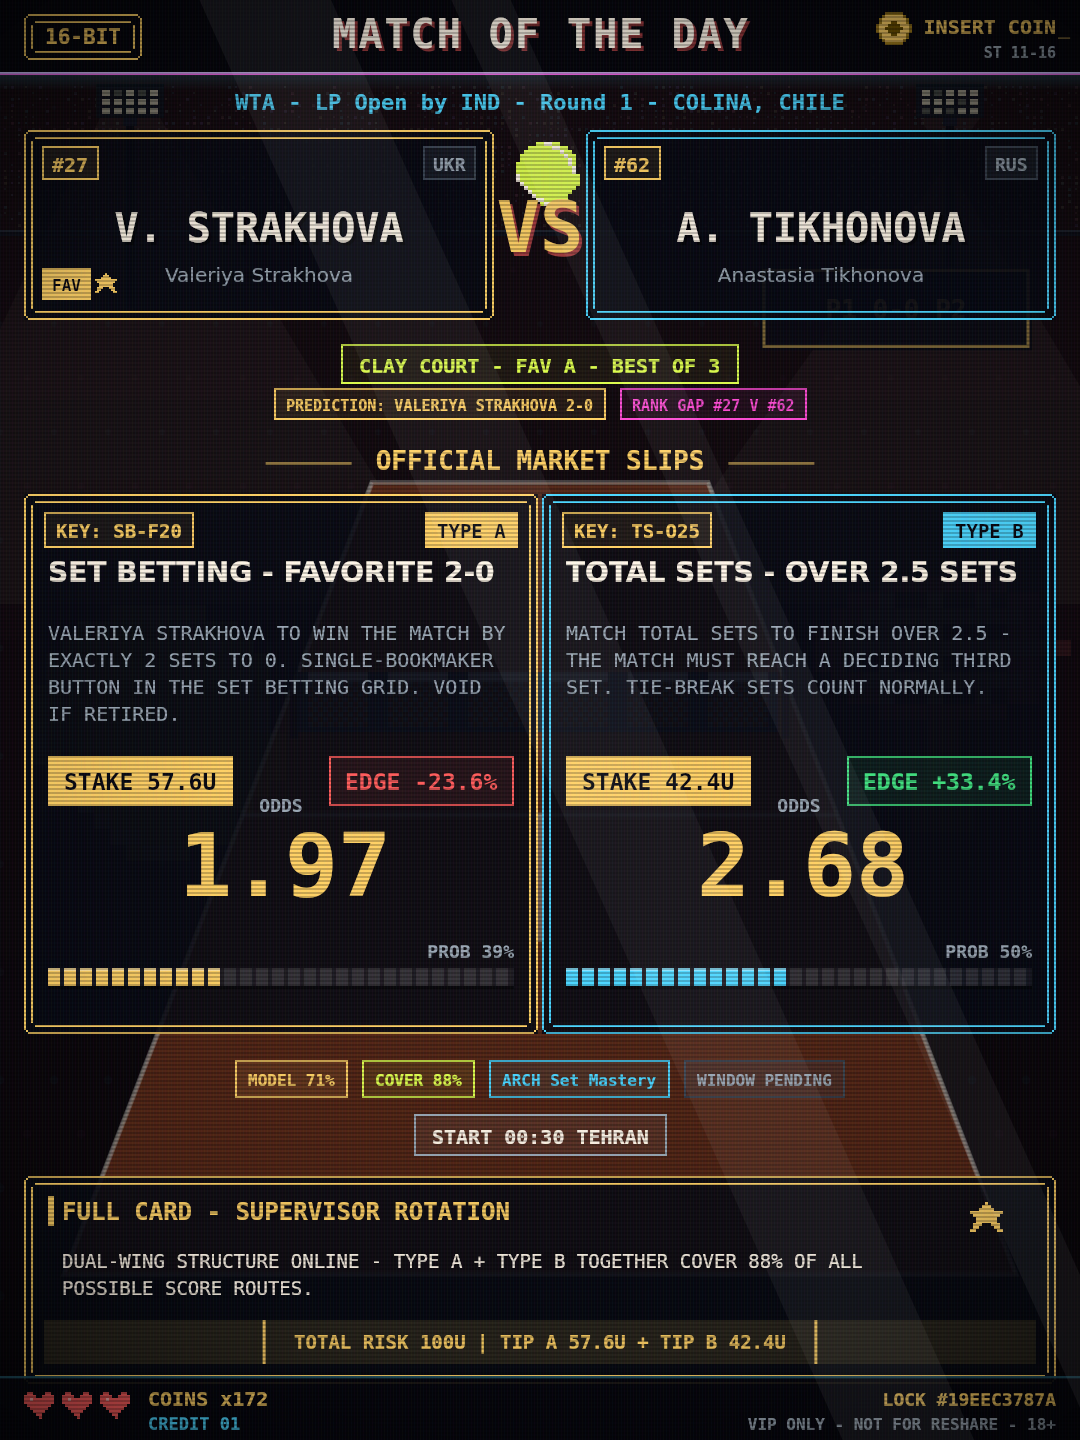 16-BIT
MATCH OF THE DAY
INSERT COIN_
ST 11-16
WTA - LP Open by IND - Round 1 - COLINA, CHILE
#27
UKR
V. STRAKHOVA
Valeriya Strakhova
FAV
VS
#62
RUS
A. TIKHONOVA
Anastasia Tikhonova
P1 0-0 P2
CLAY COURT - FAV A - BEST OF 3
PREDICTION: VALERIYA STRAKHOVA 2-0
RANK GAP #27 V #62
OFFICIAL MARKET SLIPS
KEY: SB-F20
TYPE A
SET BETTING - FAVORITE 2-0
VALERIYA STRAKHOVA TO WIN THE MATCH BY
EXACTLY 2 SETS TO 0. SINGLE-BOOKMAKER
BUTTON IN THE SET BETTING GRID. VOID
IF RETIRED.
STAKE 57.6U
ODDS
EDGE -23.6%
1.97
PROB 39%
KEY: TS-O25
TYPE B
TOTAL SETS - OVER 2.5 SETS
MATCH TOTAL SETS TO FINISH OVER 2.5 -
THE MATCH MUST REACH A DECIDING THIRD
SET. TIE-BREAK SETS COUNT NORMALLY.
STAKE 42.4U
ODDS
EDGE +33.4%
2.68
PROB 50%
MODEL 71%
COVER 88%
ARCH Set Mastery
WINDOW PENDING
START 00:30 TEHRAN
FULL CARD - SUPERVISOR ROTATION
DUAL-WING STRUCTURE ONLINE - TYPE A + TYPE B TOGETHER COVER 88% OF ALL
POSSIBLE SCORE ROUTES.
TOTAL RISK 100U | TIP A 57.6U + TIP B 42.4U
COINS x172
CREDIT 01
LOCK #19EEC3787A
VIP ONLY - NOT FOR RESHARE - 18+